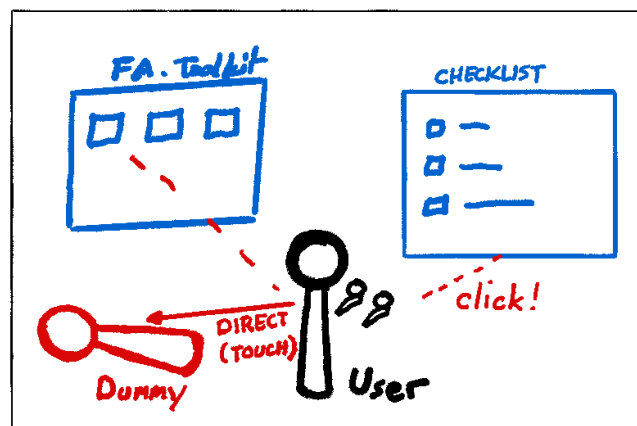 FA. Toolkit
CHECKLIST
click!
DIRECT
(TOUCH)
Dummy
User